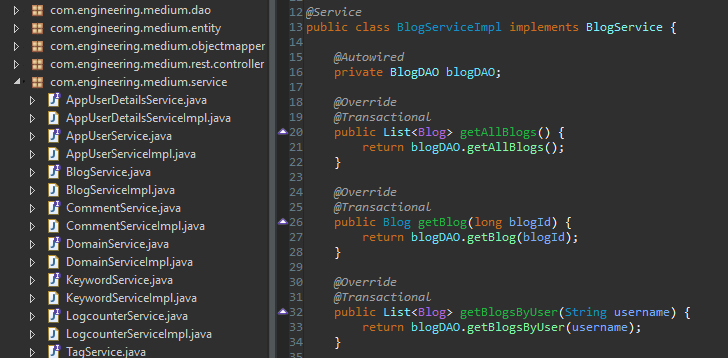 com.engineering.medium.dao
com.engineering.medium.entity
com.engineering.medium.objectmapper
com.engineering.medium.rest.controller
com.engineering.medium.service
AppUserDetailsService.java
AppUserDetailsServiceImpl.java
AppUserService.java
AppUserServiceImpl.java
BlogService.java
BlogServiceImpl.java
CommentService.java
CommentServiceImpl.java
DomainService.java
DomainServiceImpl.java
KeywordService.java
KeywordServiceImpl.java
LogcounterService.java
LogcounterServiceImpl.java
TagService.java
12 @Service
13 public class BlogServiceImpl implements BlogService {
14
15 @Autowired
16 private BlogDAO blogDAO;
17
18 @Override
19 @Transactional
20 public List<Blog> getAllBlogs() {
21 return blogDAO.getAllBlogs();
22 }
23
24 @Override
25 @Transactional
26 public Blog getBlog(long blogId) {
27 return blogDAO.getBlog(blogId);
28 }
29
30 @Override
31 @Transactional
32 public List<Blog> getBlogsByUser(String username) {
33 return blogDAO.getBlogsByUser(username);
34 }
35